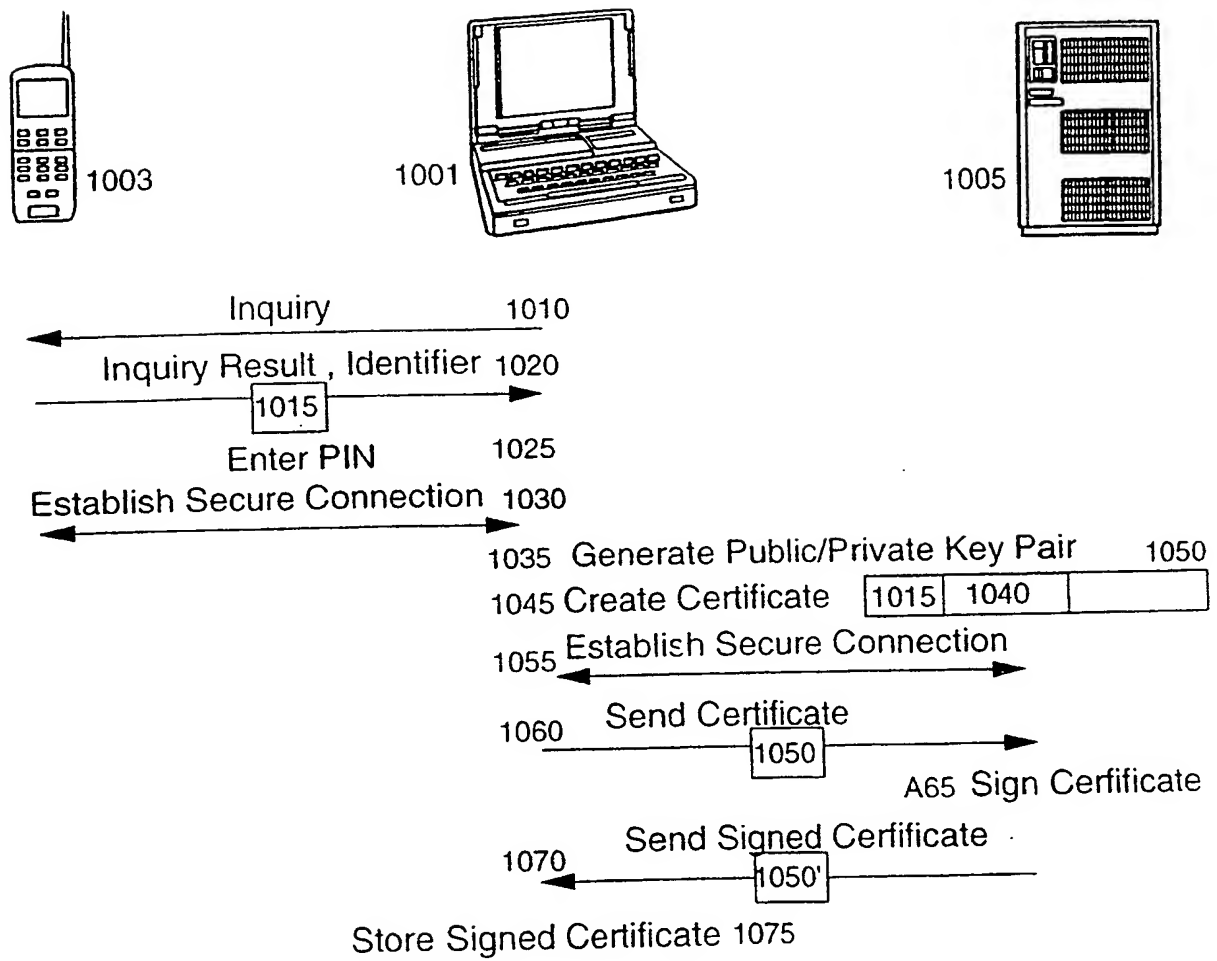 1003
1001
1005
Inquiry 1010
Inquiry Result , Identifier 1020
1015
Enter PIN 1025
Establish Secure Connection 1030
1035 Generate Public/Private Key Pair 1050
1045 Create Certificate 1015 1040
1055 Establish Secure Connection
1060 Send Certificate
1050
A65 Sign Cerfificate
Send Signed Cerfificate
1070
1050'
Store Signed Certificate 1075